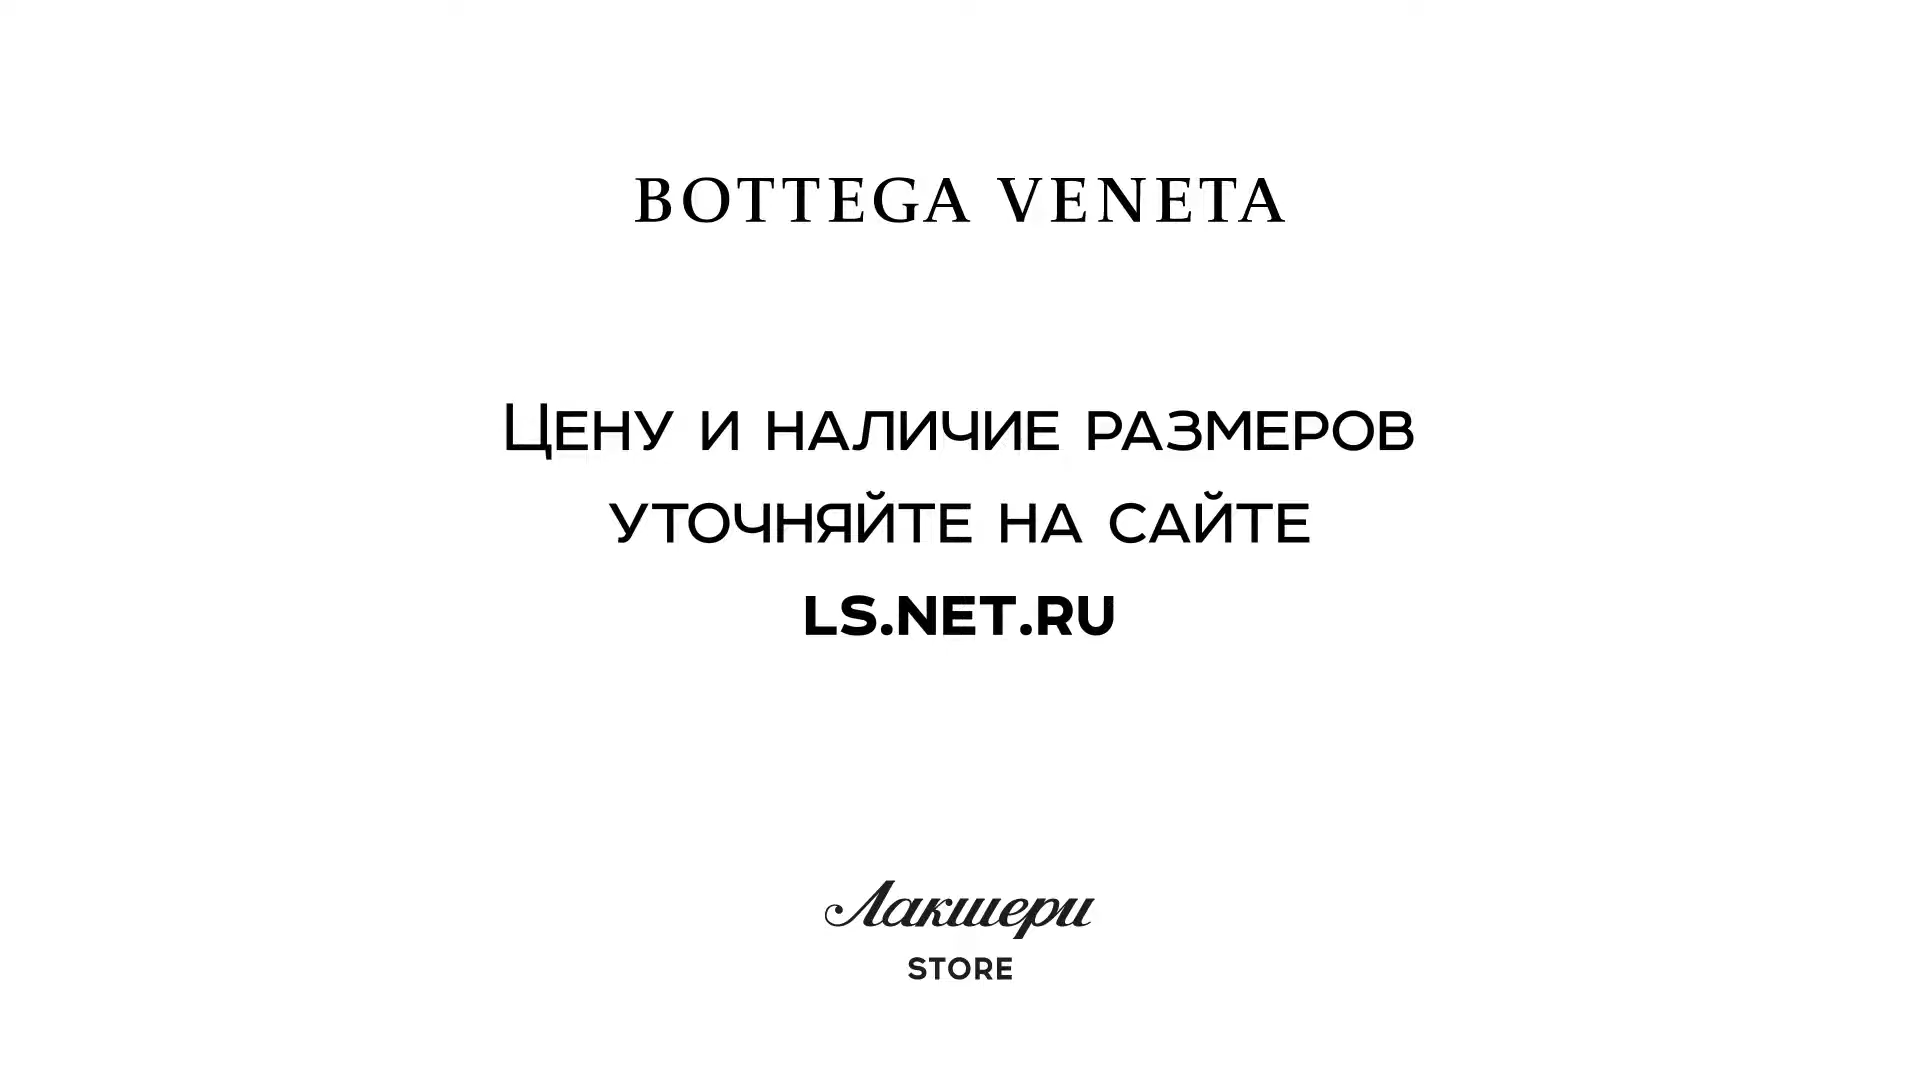 BOTTEGA VENETA
Цену и наличие размеров
уточняйте на сайте
LS.NET.RU
Лакшери
STORE